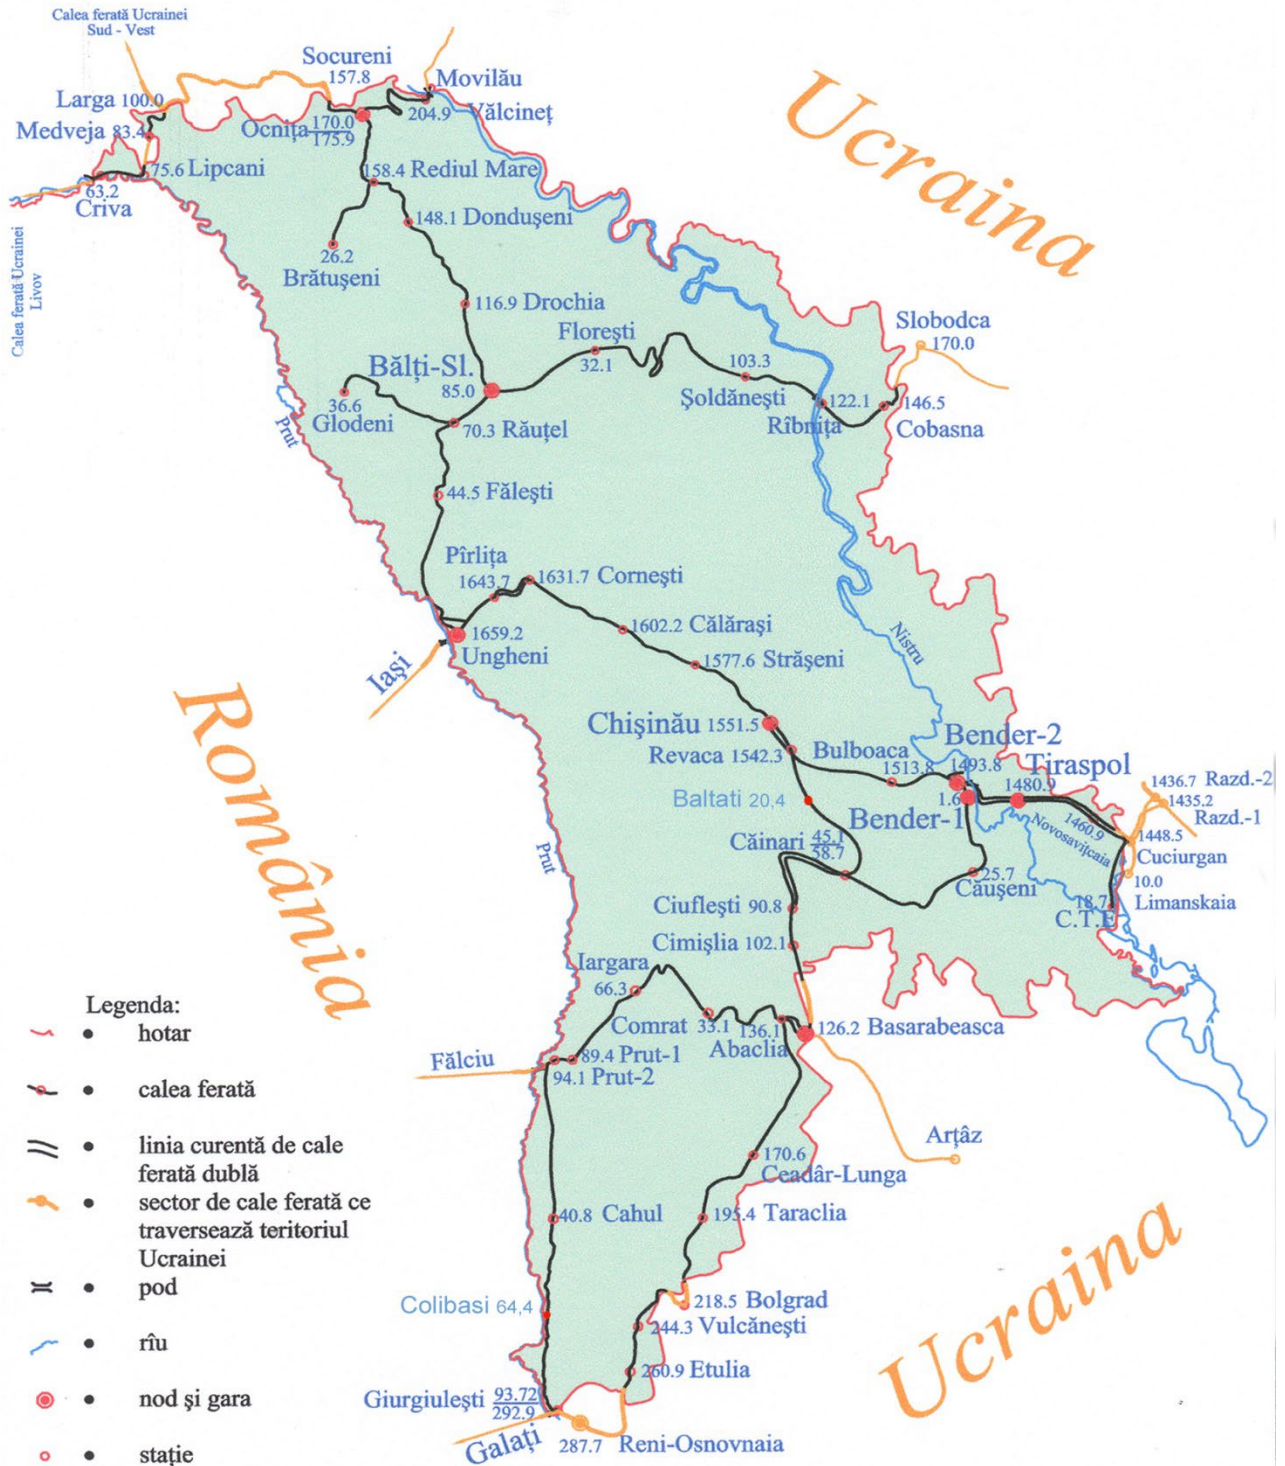 Calea ferată Ucrainei
Sud - Vest
Socureni
157.8
Movilău
Larga 100.0
Vălcineț
204.9
Medveja 83.4
Ocnița 170.0
175.9
75.6 Lipcani
158.4 Rediul Mare
63.2
Criva
Ucraina
148.1 Dondușeni
Calea ferată Ucrainei
Livov
26.2
Brătușeni
116.9 Drochia
Slobodca
170.0
Florești
32.1
Bălți-Sl.
85.0
103.3
Șoldănești
36.6
Glodeni
122.1
Rîbnița
146.5
Cobasna
Prut
70.3 Răuțel
44.5 Fălești
Pîrlița
1643.7
1631.7 Cornești
1659.2
Ungheni
1602.2 Călărași
Nistru
Iași
1577.6 Strășeni
România
Chișinău 1551.5
Revaca 1542.3
Bulboaca
1513.8
Bender-2
1493.8
Tiraspol
1480.9
1436.7 Razd.-2
1435.2
Razd.-1
Baltati 20,4
1.6
Bender-1
Novosavițcaia
1460.9
1448.5
Cuciurgan
Căinari 45.1
58.7
Prut
25.7
Căușeni
10.0
Limanskaia
18.7
C.T.E
Ciuflești 90.8
Cimișlia 102.1
Iargara
66.3
Comrat
33.1
136.1
Abaclia
126.2 Basarabeasca
Fălciu
89.4 Prut-1
94.1 Prut-2
Arțâz
170.6
Ceadâr-Lunga
40.8 Cahul
195.4 Taraclia
Colibasi 64,4
218.5 Bolgrad
244.3 Vulcănești
Ucraina
260.9 Etulia
Giurgiulești 93.72
292.9
Galați
287.7 Reni-Osnovnaia
Legenda:
hotar
calea ferată
linia curentă de cale
ferată dublă
sector de cale ferată ce
traversează teritoriul
Ucrainei
pod
rîu
nod și gara
stație